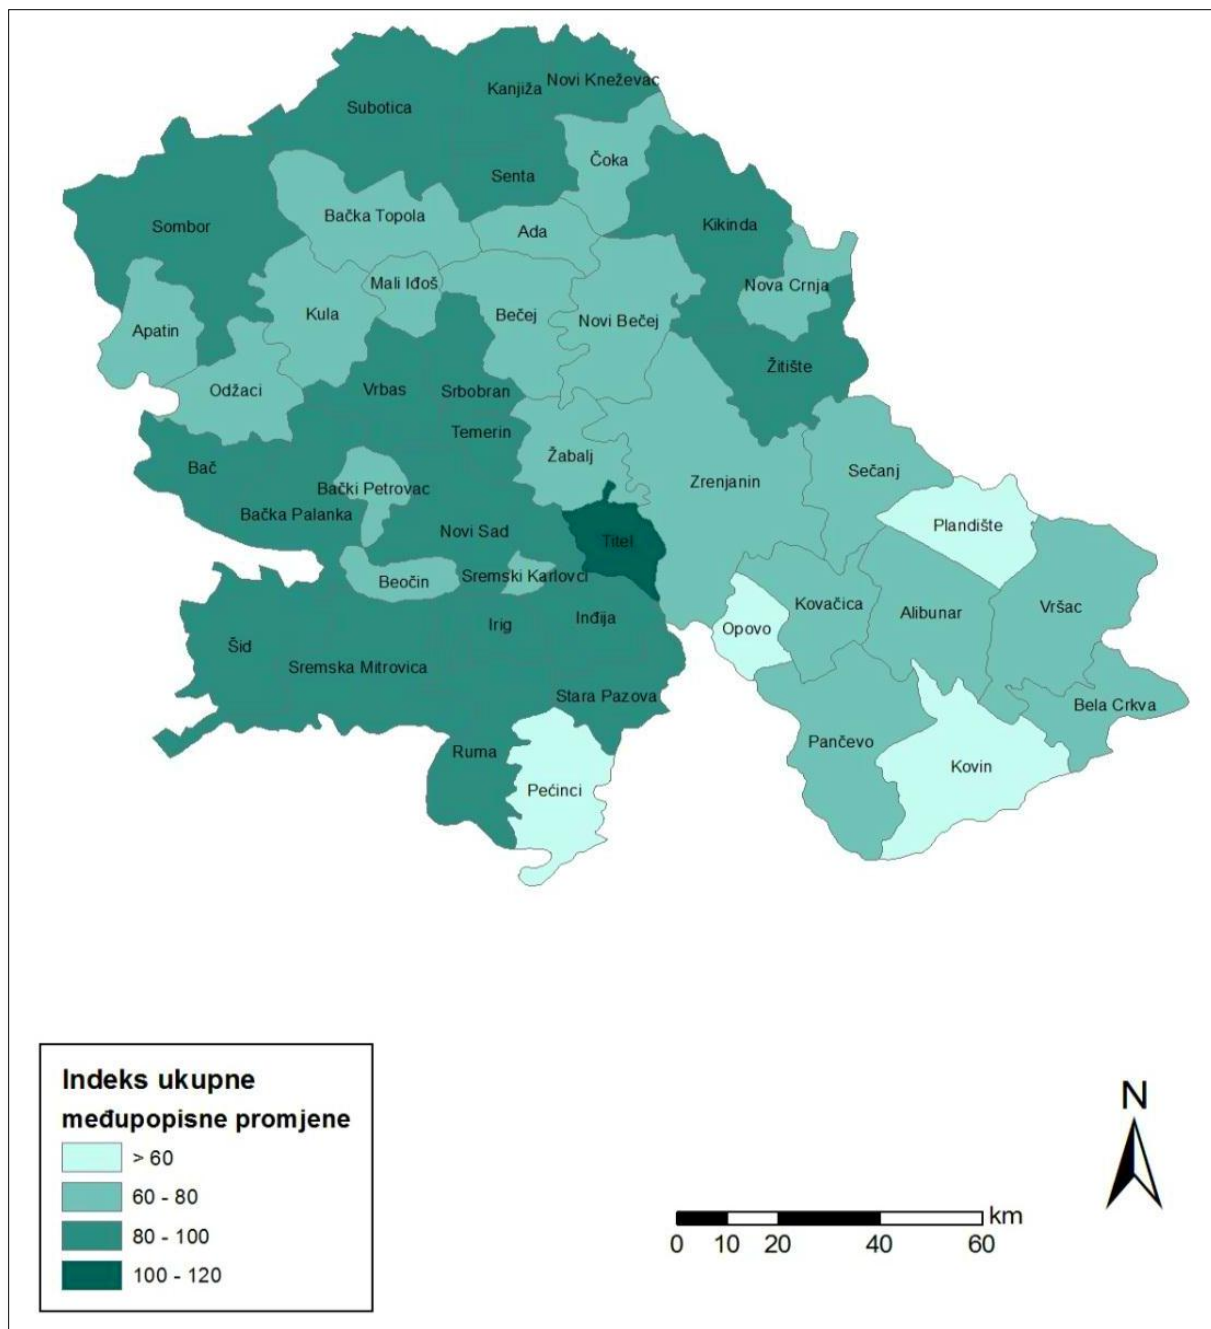 Novi Kneževac
Kanjiža
Subotica
Čoka
Senta
Bačka Topola
Sombor
Ada
Kikinda
Mali Iđoš
Nova Crnja
Kula
Bečej
Novi Bečej
Apatin
Žitište
Odžaci
Vrbas
Srbobran
Temerin
Žabalj
Bač
Sečanj
Zrenjanin
Bački Petrovac
Bačka Palanka
Plandište
Novi Sad
Titel
Beočin
Sremski Karlovci
Kovačica
Vršac
Alibunar
Irig
Inđija
Opovo
Šid
Sremska Mitrovica
Stara Pazova
Bela Crkva
Pančevo
Ruma
Kovin
Pećinci
Indeks ukupne
međupopisne promjene
> 60
60 - 80
80 - 100
100 - 120
N
km
0 10 20 40 60